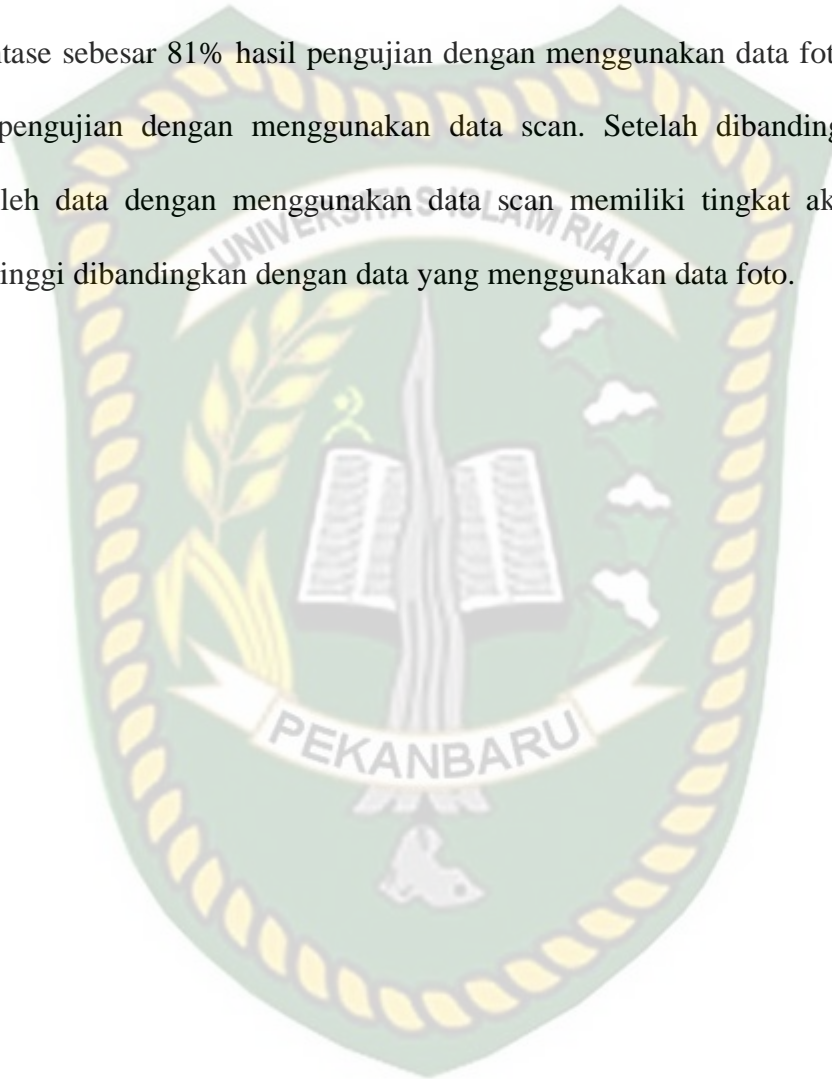 ntase sebesar 81% hasil pengujian dengan menggunakan data fot
pengujian dengan menggunakan data scan. Setelah dibanding
leh data dengan menggunakan data scan memiliki tingkat ak
inggi dibandingkan dengan data yang menggunakan data foto.
UNIVERSITAS ISLAM RIAU
PEKANBARU